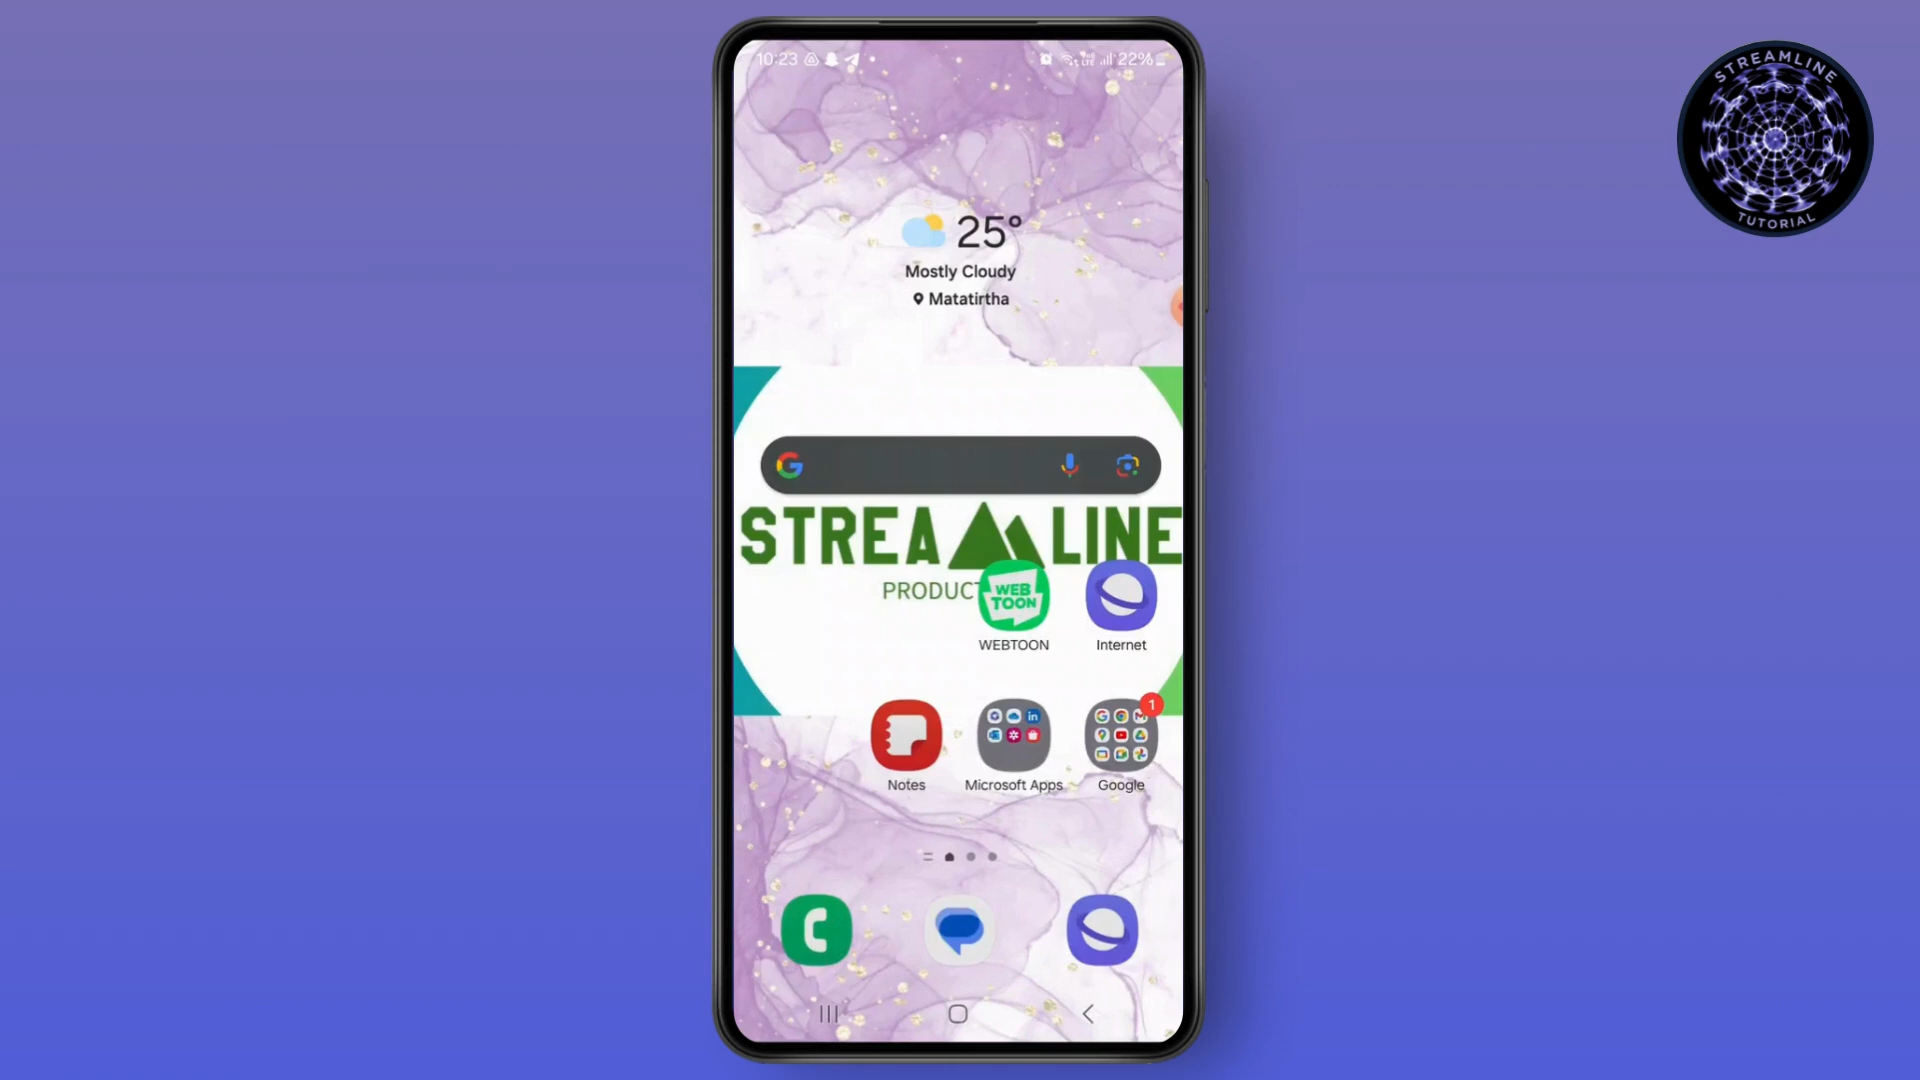 STREAMLINE
TUTORIAL
10:23
22%
25°
Mostly Cloudy
Matatirtha
STREA LINE
PRODUCT
WEB
TOON
WEBTOON
Internet
1
Notes
Microsoft Apps
Google